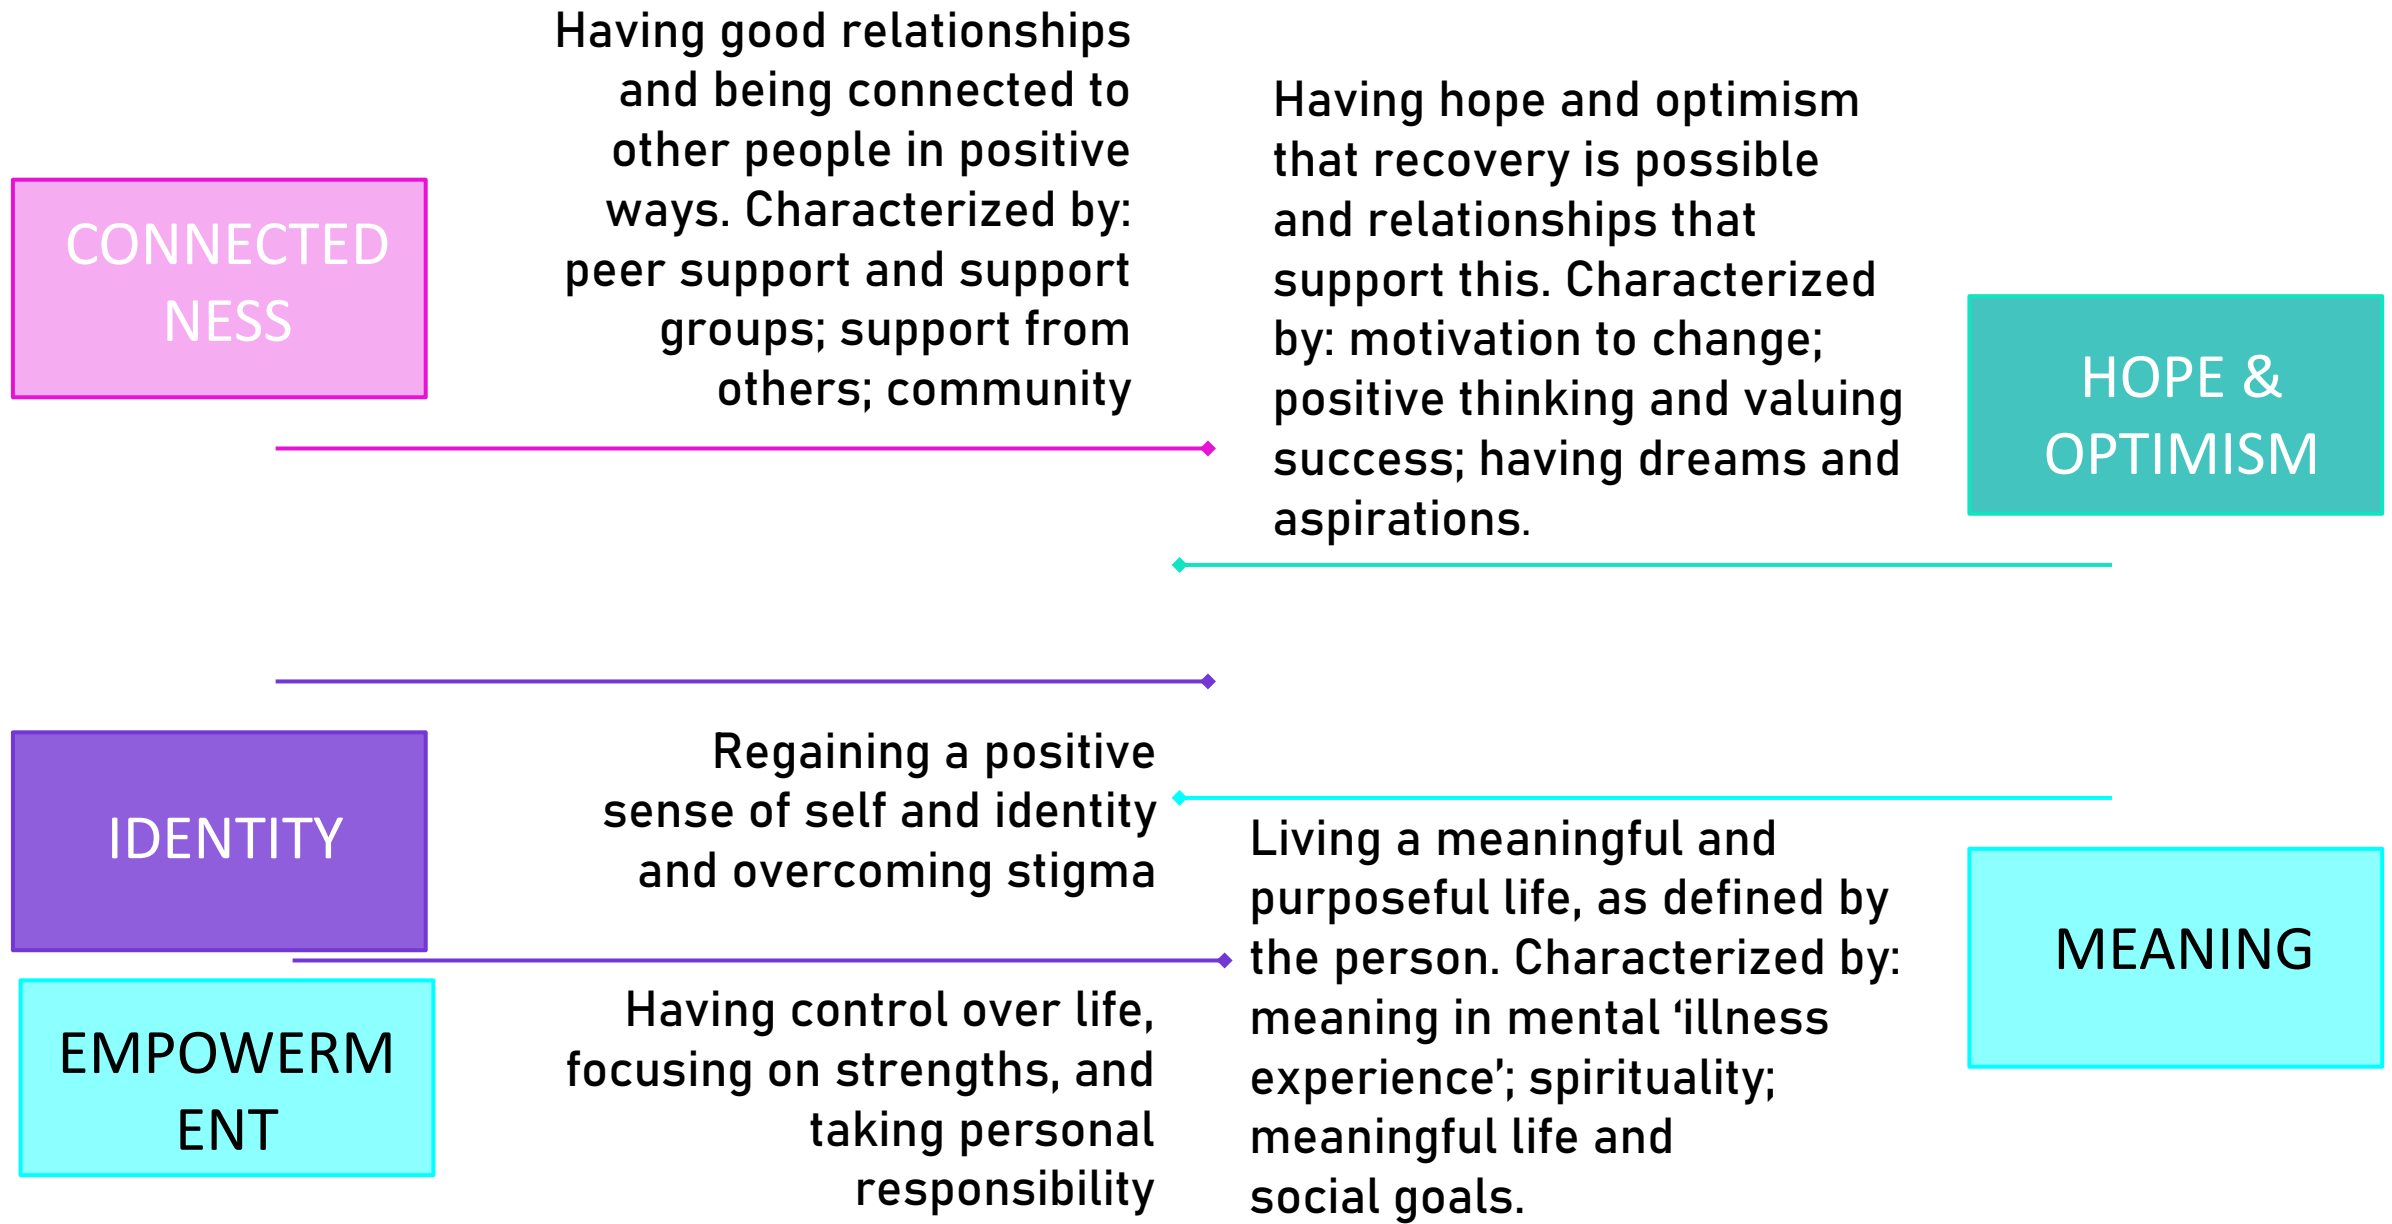 CONNECTED
NESS
Having good relationships
and being connected to
other people in positive
ways. Characterized by:
peer support and support
groups; support from
others; community
Having hope and optimism
that recovery is possible
and relationships that
support this. Characterized
by: motivation to change;
positive thinking and valuing
success; having dreams and
aspirations.
HOPE &
OPTIMISM
IDENTITY
Regaining a positive
sense of self and identity
and overcoming stigma
Living a meaningful and
purposeful life, as defined by
the person. Characterized by:
meaning in mental ‘illness
experience’; spirituality;
meaningful life and
social goals.
MEANING
EMPOWERM
ENT
Having control over life,
focusing on strengths, and
taking personal
responsibility